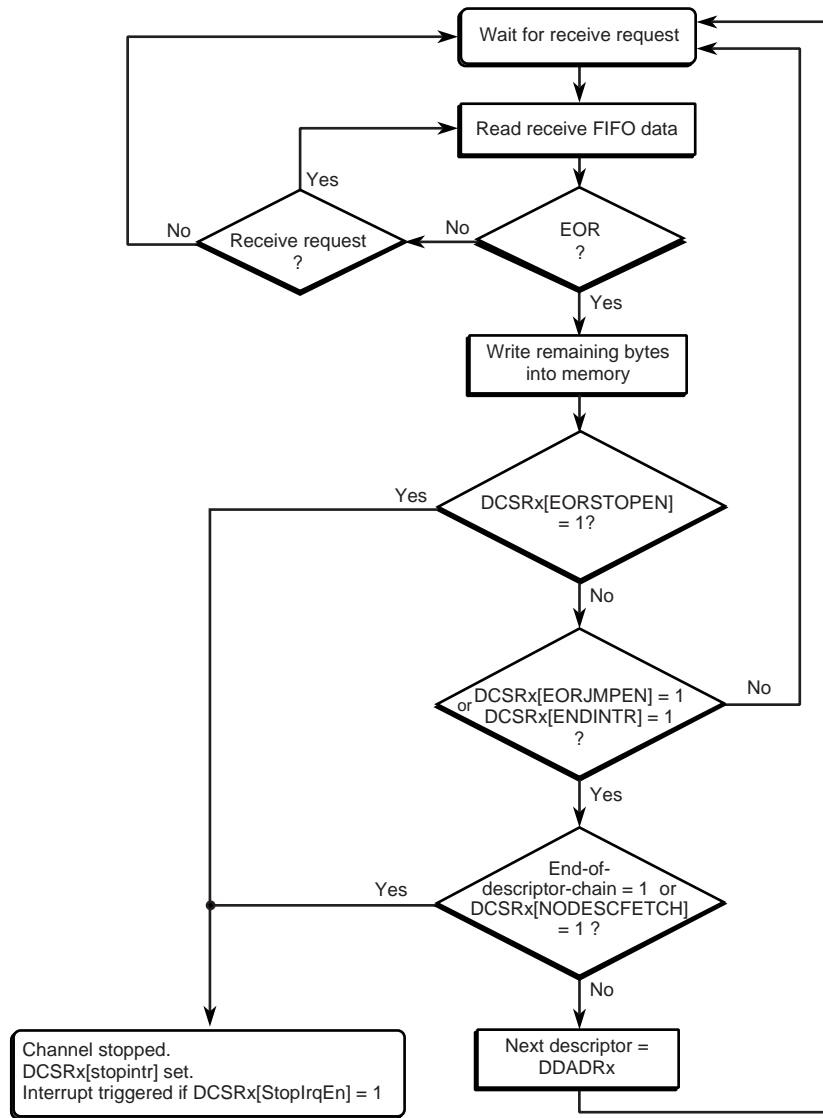 Wait for receive request
Read receive FIFO data
Yes
No
Receive request
?
No
EOR
?
Yes
Write remaining bytes
into memory
Yes
DCSRx[EORSTOPEN]
= 1?
No
or DCSRx[EORJMPEN] = 1
DCSRx[ENDINTR] = 1
?
No
Yes
Yes
End-of-
descriptor-chain = 1 or
DCSRx[NODESCFETCH]
= 1 ?
No
Channel stopped.
DCSRx[stopintr] set.
Interrupt triggered if DCSRx[StopIrqEn] = 1
Next descriptor =
DDADRx